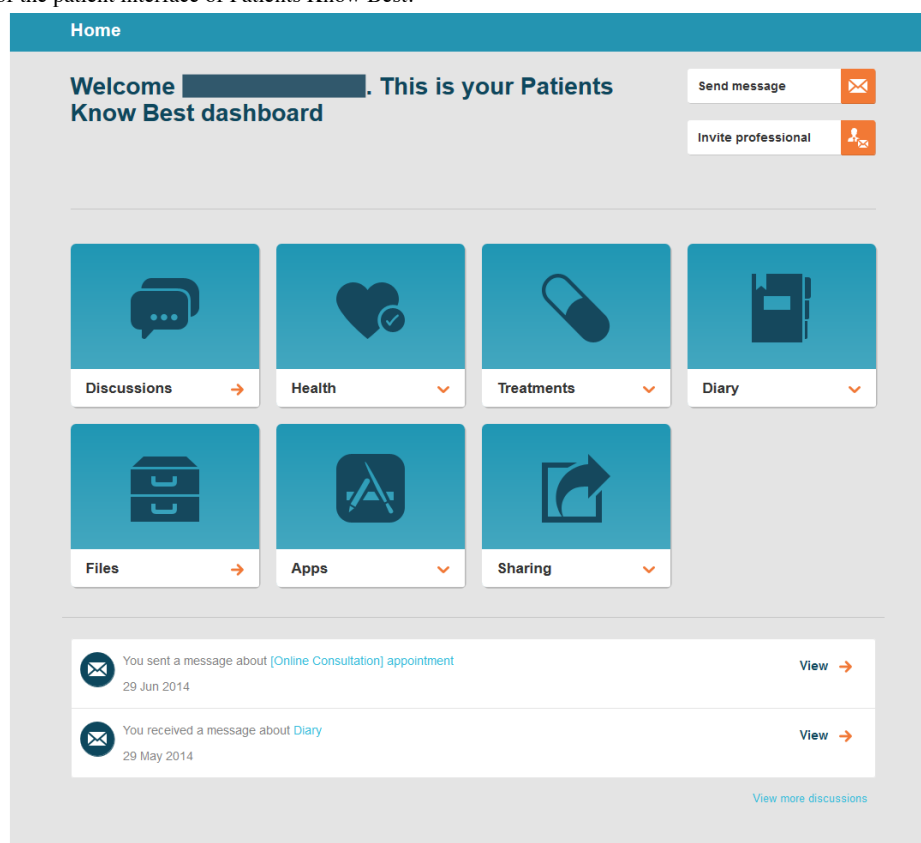 of the patient interface of Patients Know Best.
Home
Welcome . This is your Patients
Know Best dashboard
Send message
Invite professional
Discussions
Health
Treatments
Diary
Files
Apps
Sharing
You sent a message about [Online Consultation] appointment
29 Jun 2014
View
You received a message about Diary
29 May 2014
View
View more discussions